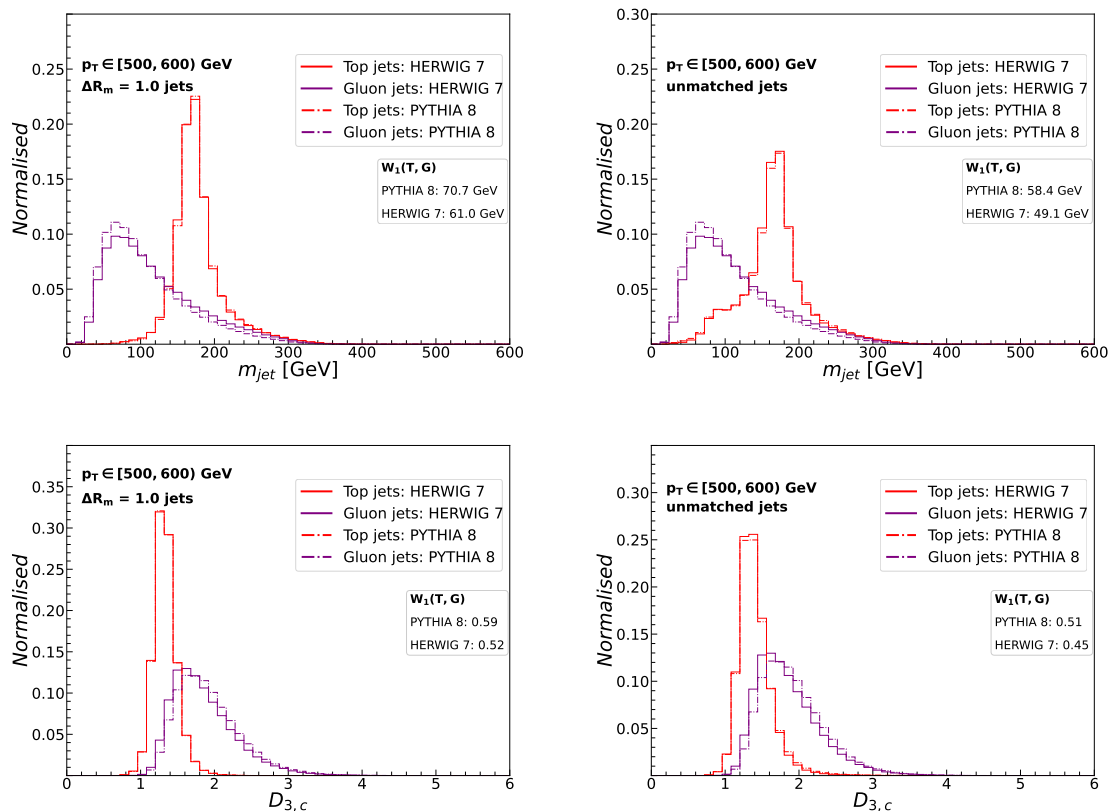 p_T ∈ [500, 600) GeV
ΔR_m = 1.0 jets
Top jets: HERWIG 7
Gluon jets: HERWIG 7
Top jets: PYTHIA 8
Gluon jets: PYTHIA 8
W_1(T, G)
PYTHIA 8: 70.7 GeV
HERWIG 7: 61.0 GeV
Normalised
0.25
0.20
0.15
0.10
0.05
0 100 200 300 400 500 600
m_jet [GeV]
p_T ∈ [500, 600) GeV
unmatched jets
Top jets: HERWIG 7
Gluon jets: HERWIG 7
Top jets: PYTHIA 8
Gluon jets: PYTHIA 8
W_1(T, G)
PYTHIA 8: 58.4 GeV
HERWIG 7: 49.1 GeV
Normalised
0.30
0.25
0.20
0.15
0.10
0.05
0 100 200 300 400 500 600
m_jet [GeV]
p_T ∈ [500, 600) GeV
ΔR_m = 1.0 jets
Top jets: HERWIG 7
Gluon jets: HERWIG 7
Top jets: PYTHIA 8
Gluon jets: PYTHIA 8
W_1(T, G)
PYTHIA 8: 0.59
HERWIG 7: 0.52
Normalised
0.35
0.30
0.25
0.20
0.15
0.10
0.05
0 1 2 3 4 5 6
D_3,c
p_T ∈ [500, 600) GeV
unmatched jets
Top jets: HERWIG 7
Gluon jets: HERWIG 7
Top jets: PYTHIA 8
Gluon jets: PYTHIA 8
W_1(T, G)
PYTHIA 8: 0.51
HERWIG 7: 0.45
Normalised
0.30
0.25
0.20
0.15
0.10
0.05
0 1 2 3 4 5 6
D_3,c